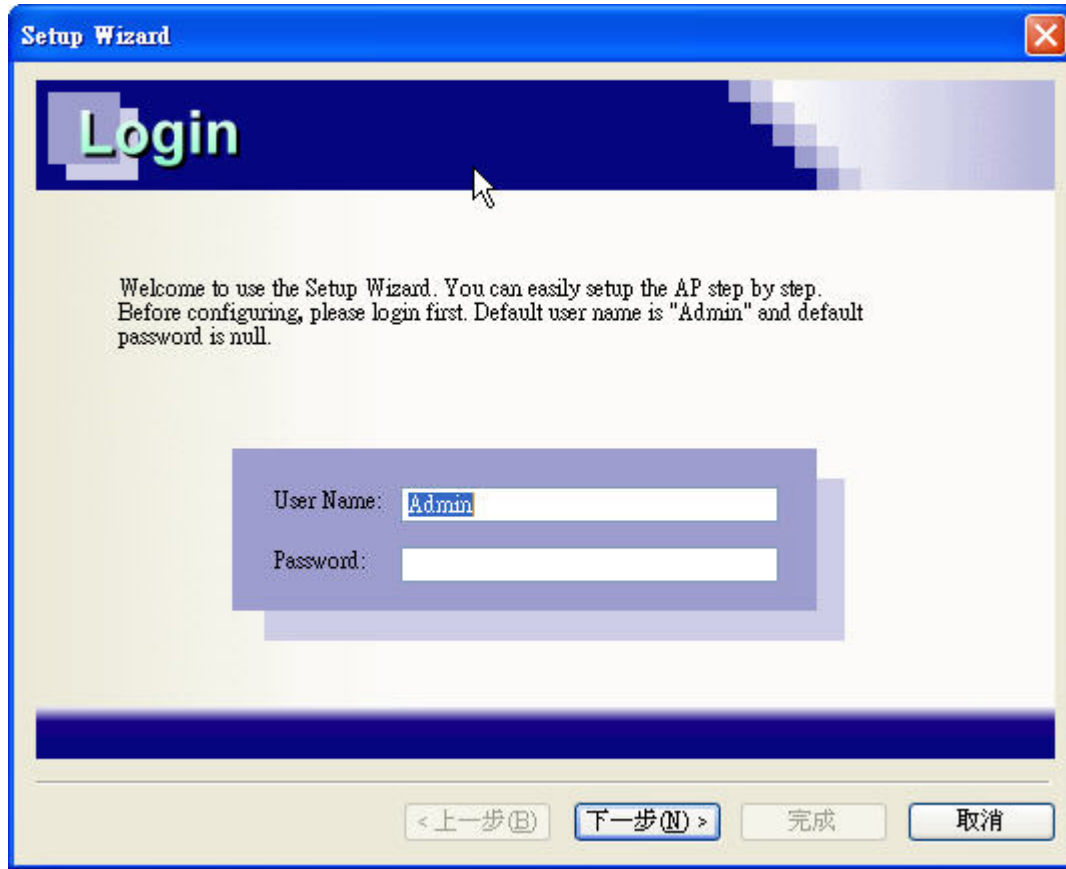 Setup Wizard
Login
Welcome to use the Setup Wizard. You can easily setup the AP step by step.
Before configuring, please login first. Default user name is "Admin" and default
password is null.
User Name: Admin
Password:
<上一步(B) 下一步(N)> 完成 取消